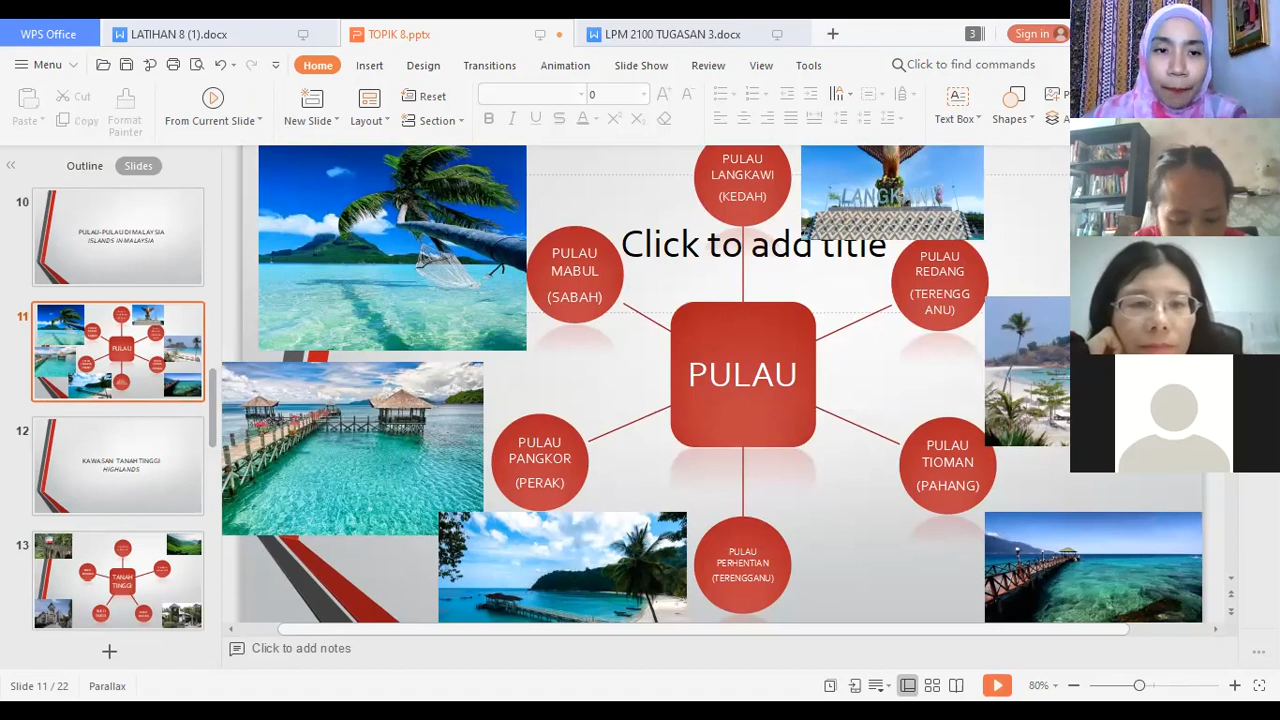 WPS Office
LATIHAN 8 (1).docx
TOPIK 8.pptx
LPM 2100 TUGASAN 3.docx
3
Sign in
Menu
Home
Insert
Design
Transitions
Animation
Slide Show
Review
View
Tools
Click to find commands
Paste
Cut
Format
Painter
From Current Slide
New Slide
Layout
Reset
Section
0
B I U S A
Text Box
Shapes
Outline
Slides
10
PULAU-PULAU DI MALAYSIA
ISLANDS IN MALAYSIA
11
PULAU
12
KAWASAN TANAH TINGGI
HIGHLANDS
13
TANAH
TINGGI
PULAU
LANGKAWI
(KEDAH)
LANGKAWI
Click to add title
PULAU
MABUL
(SABAH)
PULAU
REDANG
(TERENGG
ANU)
PULAU
PULAU
PANGKOR
(PERAK)
PULAU
TIOMAN
(PAHANG)
PULAU
PERHENTIAN
(TERENGGANU)
Click to add notes
Slide 11 / 22
Parallax
80%